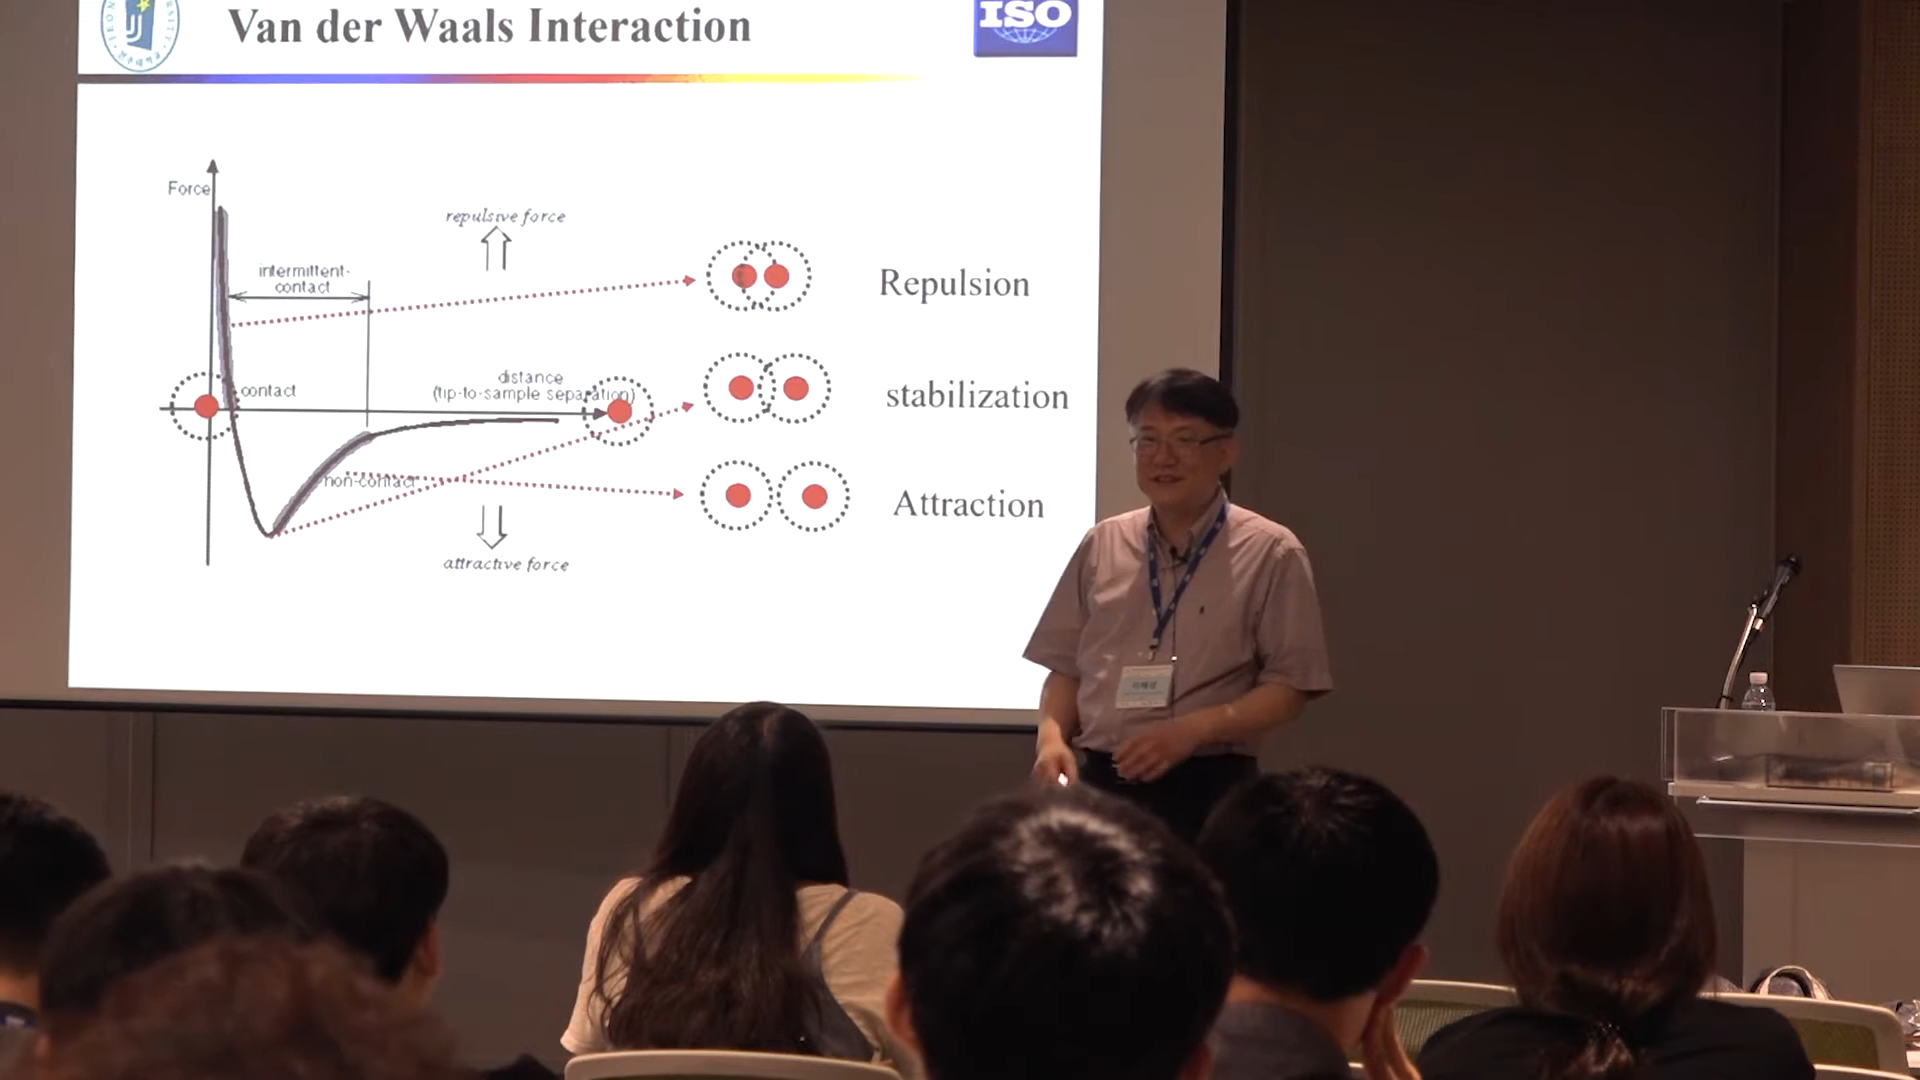 Van der Waals Interaction
ISO
Force
repulsive force
intermittent-
contact
Repulsion
distance
(tip-to-sample separation)
contact
stabilization
non-contact
Attraction
attractive force